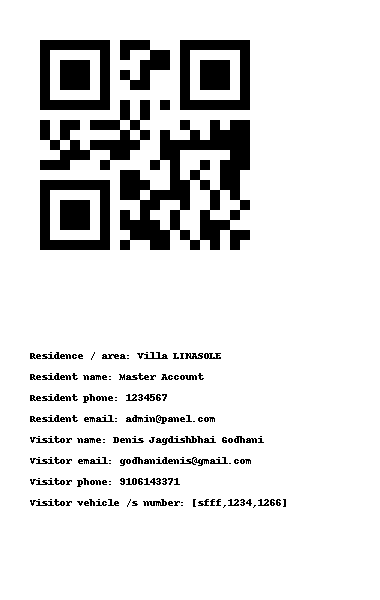 Residence / area: Villa LINASOLE
Resident name: Master Account
Resident phone: 1234567
Resident email: admin@panel.com
Visitor name: Denis Jagdishbhai Godhani
Visitor email: godhanidenis@gmail.com
Visitor phone: 9106143371
Visitor vehicle /s number: [sfff,1234,1266]